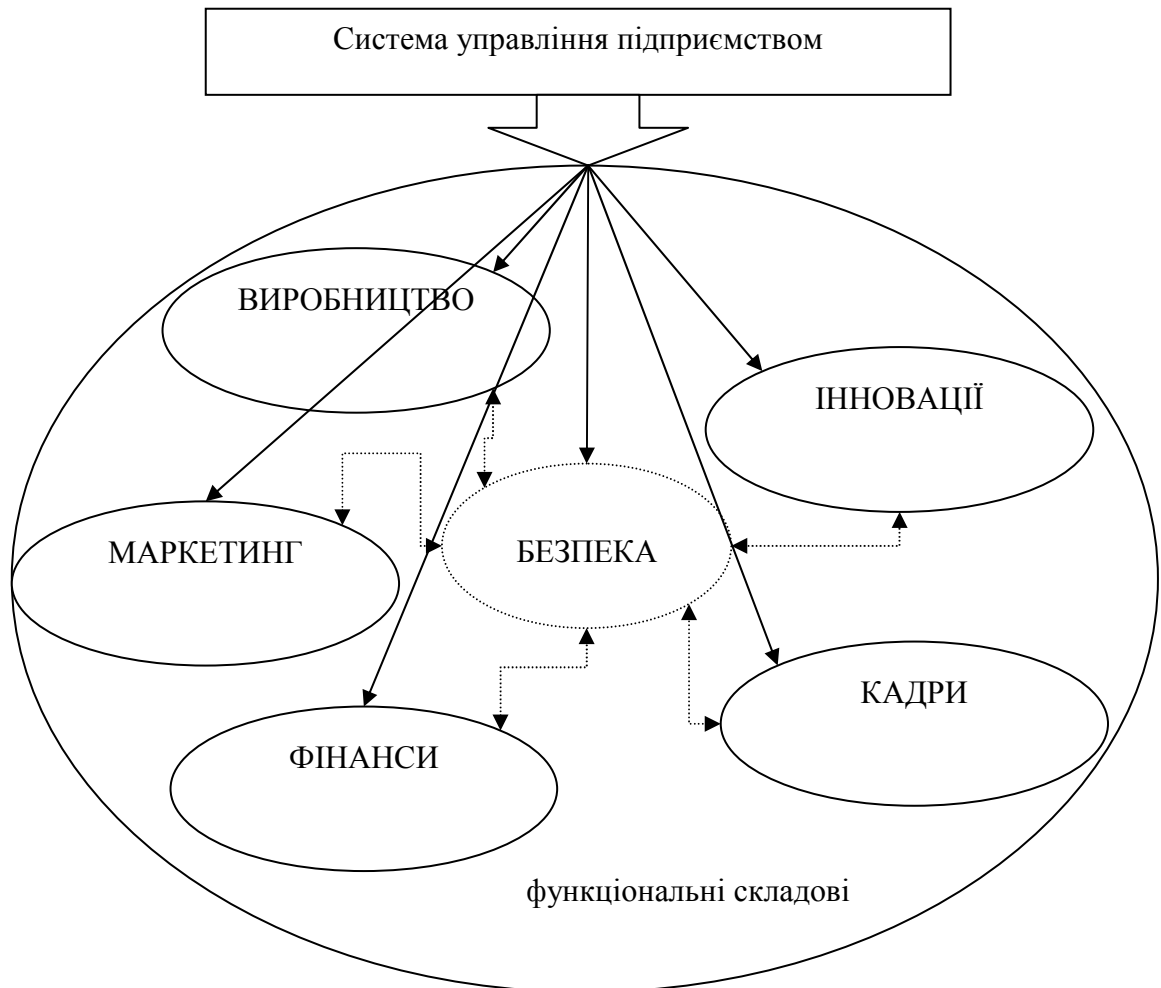 Система управління підприємством
ВИРОБНИЦТВО
ІННОВАЦІЇ
МАРКЕТИНГ
БЕЗПЕКА
КАДРИ
ФІНАНСИ
функціональні складові